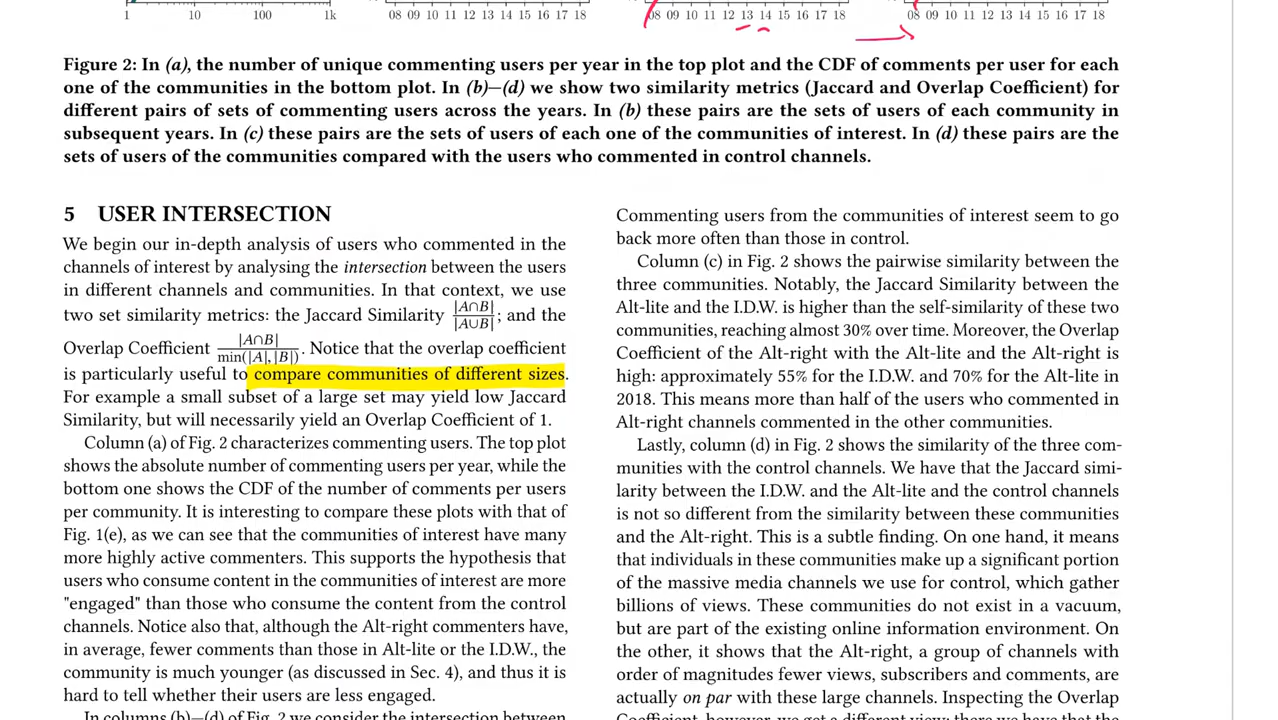 1 10 100 1k 08 09 10 11 12 13 14 15 16 17 18 08 09 10 11 12 13 14 15 16 17 18 08 09 10 11 12 13 14 15 16 17 18
Figure 2: In (a), the number of unique commenting users per year in the top plot and the CDF of comments per user for each
one of the communities in the bottom plot. In (b)–(d) we show two similarity metrics (Jaccard and Overlap Coefficient) for
different pairs of sets of commenting users across the years. In (b) these pairs are the sets of users of each community in
subsequent years. In (c) these pairs are the sets of users of each one of the communities of interest. In (d) these pairs are the
sets of users of the communities compared with the users who commented in control channels.
5 USER INTERSECTION
We begin our in-depth analysis of users who commented in the
channels of interest by analysing the intersection between the users
in different channels and communities. In that context, we use
two set similarity metrics: the Jaccard Similarity |A∩B|/|A∪B|; and the
Overlap Coefficient |A∩B|/min(|A|,|B|). Notice that the overlap coefficient
is particularly useful to compare communities of different sizes.
For example a small subset of a large set may yield low Jaccard
Similarity, but will necessarily yield an Overlap Coefficient of 1.
Column (a) of Fig. 2 characterizes commenting users. The top plot
shows the absolute number of commenting users per year, while the
bottom one shows the CDF of the number of comments per users
per community. It is interesting to compare these plots with that of
Fig. 1(e), as we can see that the communities of interest have many
more highly active commenters. This supports the hypothesis that
users who consume content in the communities of interest are more
"engaged" than those who consume the content from the control
channels. Notice also that, although the Alt-right commenters have,
in average, fewer comments than those in Alt-lite or the I.D.W., the
community is much younger (as discussed in Sec. 4), and thus it is
hard to tell whether their users are less engaged.
In columns (b)–(d) of Fig. 2 we consider the intersection between
Commenting users from the communities of interest seem to go
back more often than those in control.
Column (c) in Fig. 2 shows the pairwise similarity between the
three communities. Notably, the Jaccard Similarity between the
Alt-lite and the I.D.W. is higher than the self-similarity of these two
communities, reaching almost 30% over time. Moreover, the Overlap
Coefficient of the Alt-right with the Alt-lite and the Alt-right is
high: approximately 55% for the I.D.W. and 70% for the Alt-lite in
2018. This means more than half of the users who commented in
Alt-right channels commented in the other communities.
Lastly, column (d) in Fig. 2 shows the similarity of the three com-
munities with the control channels. We have that the Jaccard simi-
larity between the I.D.W. and the Alt-lite and the control channels
is not so different from the similarity between these communities
and the Alt-right. This is a subtle finding. On one hand, it means
that individuals in these communities make up a significant portion
of the massive media channels we use for control, which gather
billions of views. These communities do not exist in a vacuum,
but are part of the existing online information environment. On
the other, it shows that the Alt-right, a group of channels with
order of magnitudes fewer views, subscribers and comments, are
actually on par with these large channels. Inspecting the Overlap
Coefficient, however, we get a different view: there we have that the